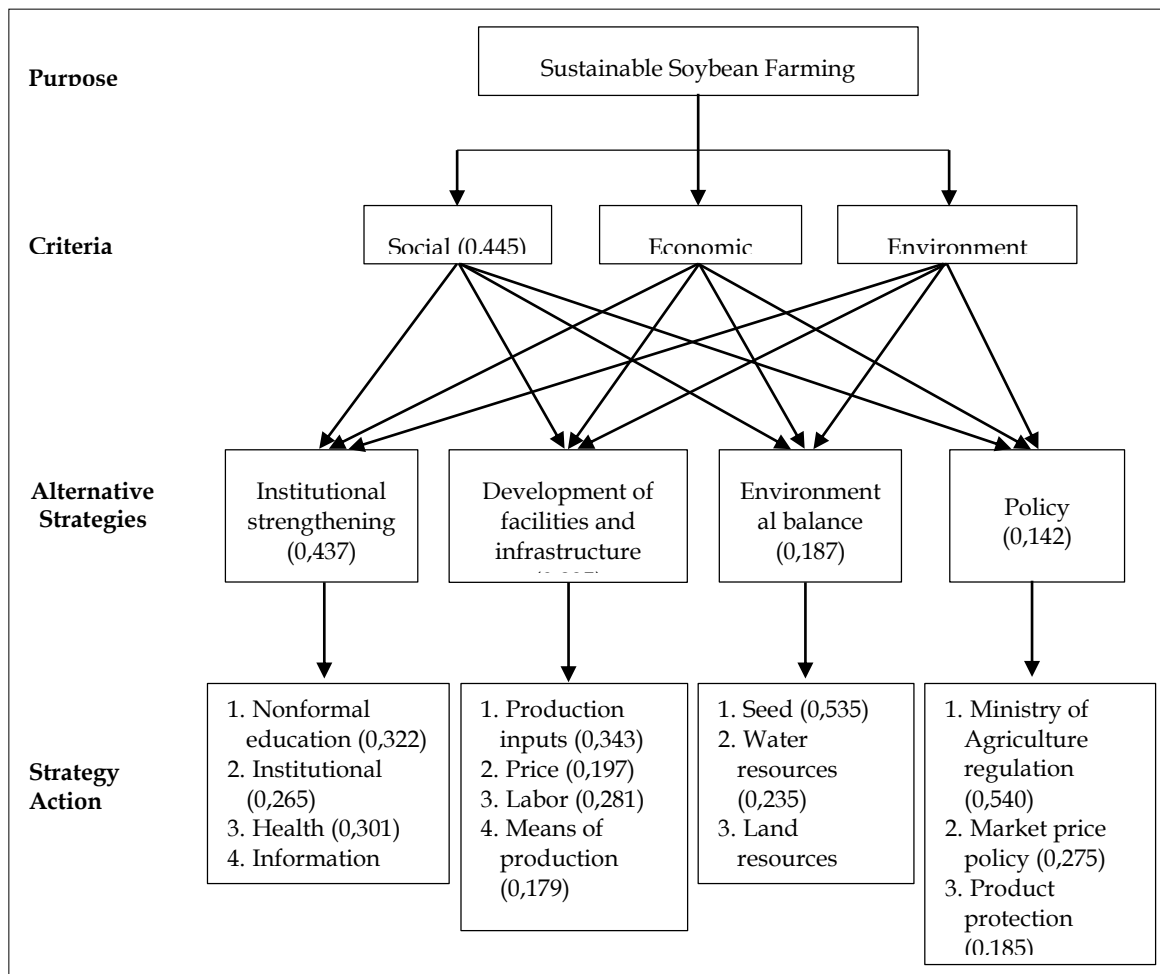 Purpose
Sustainable Soybean Farming
Criteria
Social (0,445)
Economic
Environment
Alternative
Strategies
Institutional
strengthening
(0,437)
Development of
facilities and
infrastructure
Environment
al balance
(0,187)
Policy
(0,142)
Strategy
Action
1. Nonformal
education (0,322)
2. Institutional
(0,265)
3. Health (0,301)
4. Information
1. Production
inputs (0,343)
2. Price (0,197)
3. Labor (0,281)
4. Means of
production
(0,179)
1. Seed (0,535)
2. Water
resources
(0,235)
3. Land
resources
1. Ministry of
Agriculture
regulation
(0,540)
2. Market price
policy (0,275)
3. Product
protection
(0,185)